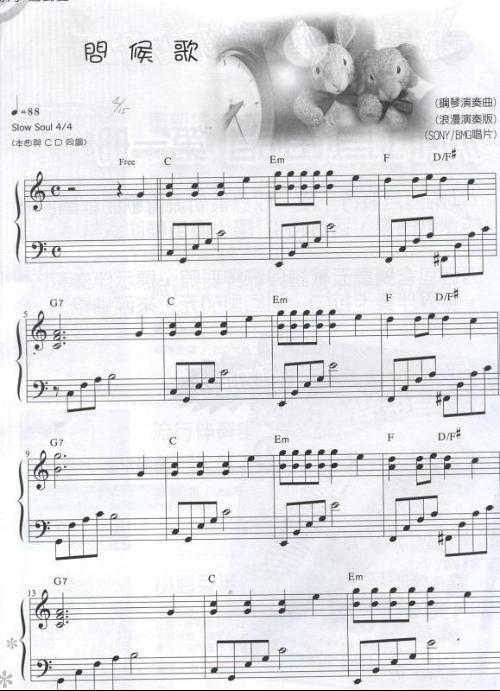 問候歌
4/15
♩=88
Slow Soul 4/4
(本曲與CD同調)
(鋼琴演奏曲)
(浪漫演奏版)
(SONY/BMG唱片)
Free C Em F D/F#
5 G7 C Em F D/F#
9 G7 C Em F D/F#
13 G7 C Em